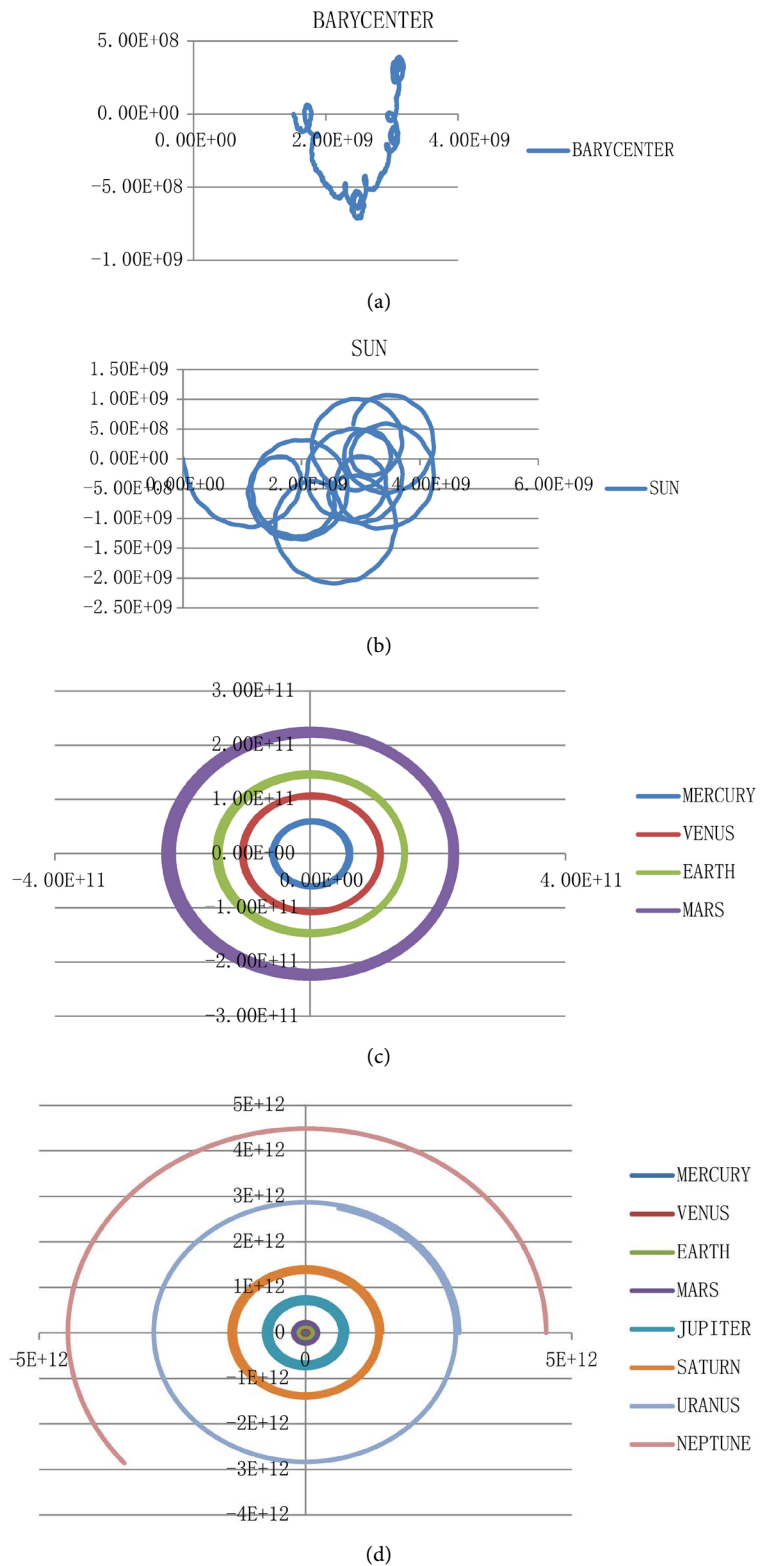 BARYCENTER
5.00E+08
0.00E+00
0.00E+00 2.00E+09 4.00E+09
BARYCENTER
-5.00E+08
-1.00E+09
(a)
SUN
1.50E+09
1.00E+09
5.00E+08
0.00E+00
0.00E+00 2.00E+09 4.00E+09 6.00E+09
-5.00E+08
SUN
-1.00E+09
-1.50E+09
-2.00E+09
-2.50E+09
(b)
3.00E+11
2.00E+11
MERCURY
1.00E+11
VENUS
0.00E+00
EARTH
-4.00E+11 0.00E+00 4.00E+11
MARS
-1.00E+11
-2.00E+11
-3.00E+11
(c)
5E+12
4E+12
MERCURY
3E+12
VENUS
2E+12
EARTH
1E+12
MARS
0
JUPITER
-5E+12 0 5E+12
SATURN
-1E+12
URANUS
-2E+12
NEPTUNE
-3E+12
-4E+12
(d)